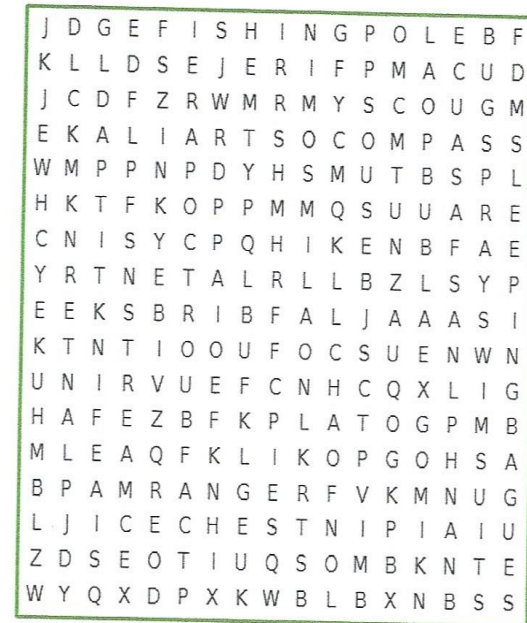 J D G E F I S H I N G P O L E B F
K L L D S E J E R I F P M A C U D
J C D F Z R W M R M Y S C O U G M
E K A L I A R T S O C O M P A S S
W M P P N P D Y H S M U T B S P L
H K T F K O P P M M Q S U U A R E
C N I S Y C P Q H I K E N B F A E
Y R T N E T A L R L L B Z L S Y P
E E K S B R I B F A L J A A A S I
K T N T I O O U F O C S U E N W N
U N I R V U E F C N H C Q X L I G
H A F E Z B F K P L A T O G P M B
M L E A Q F K L I K O P G O H S A
B P A M R A N G E R F V K M N U G
L J I C E C H E S T N I P I A I U
Z D S E O T I U Q S O M B K N T E
W Y Q X D P X K W B L B X N B S S